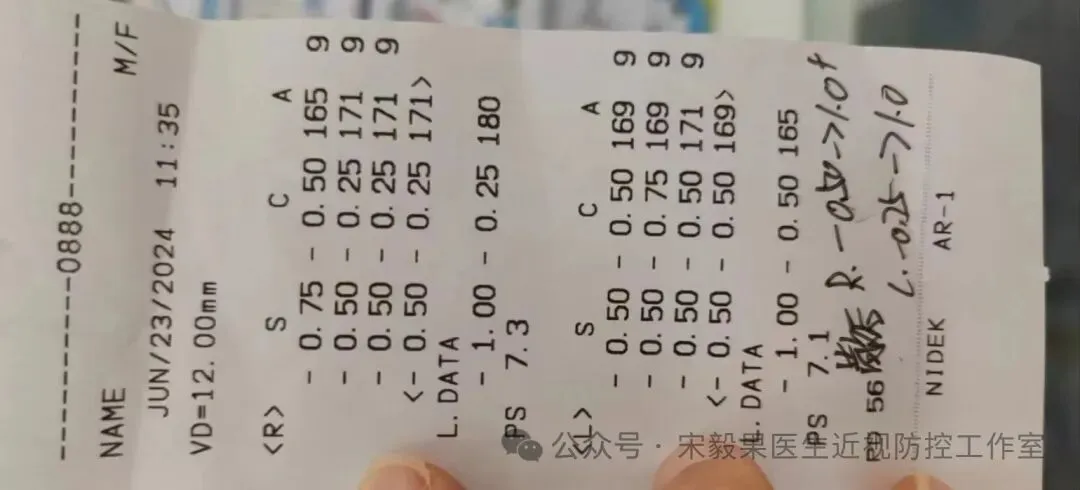 ---------0888---------
NAME M/F
JUN/23/2024 11:35
VD=12.00mm
<R> S C A
- 0.75 - 0.50 165 9
- 0.50 - 0.25 171 9
- 0.50 - 0.25 171 9
<- 0.50 - 0.25 171>
L.DATA
- 1.00 - 0.25 180
PS 7.3
<L> S C A
- 0.50 - 0.50 169 9
- 0.50 - 0.75 169 9
- 0.50 - 0.50 171 9
<- 0.50 - 0.50 169>
L.DATA
- 1.00 - 0.50 165
PS 7.1
R. -0.50->1.0+
PD 56
L. -0.25->1.0
NIDEK AR-1
公众号 · 宋毅果医生近视防控工作室